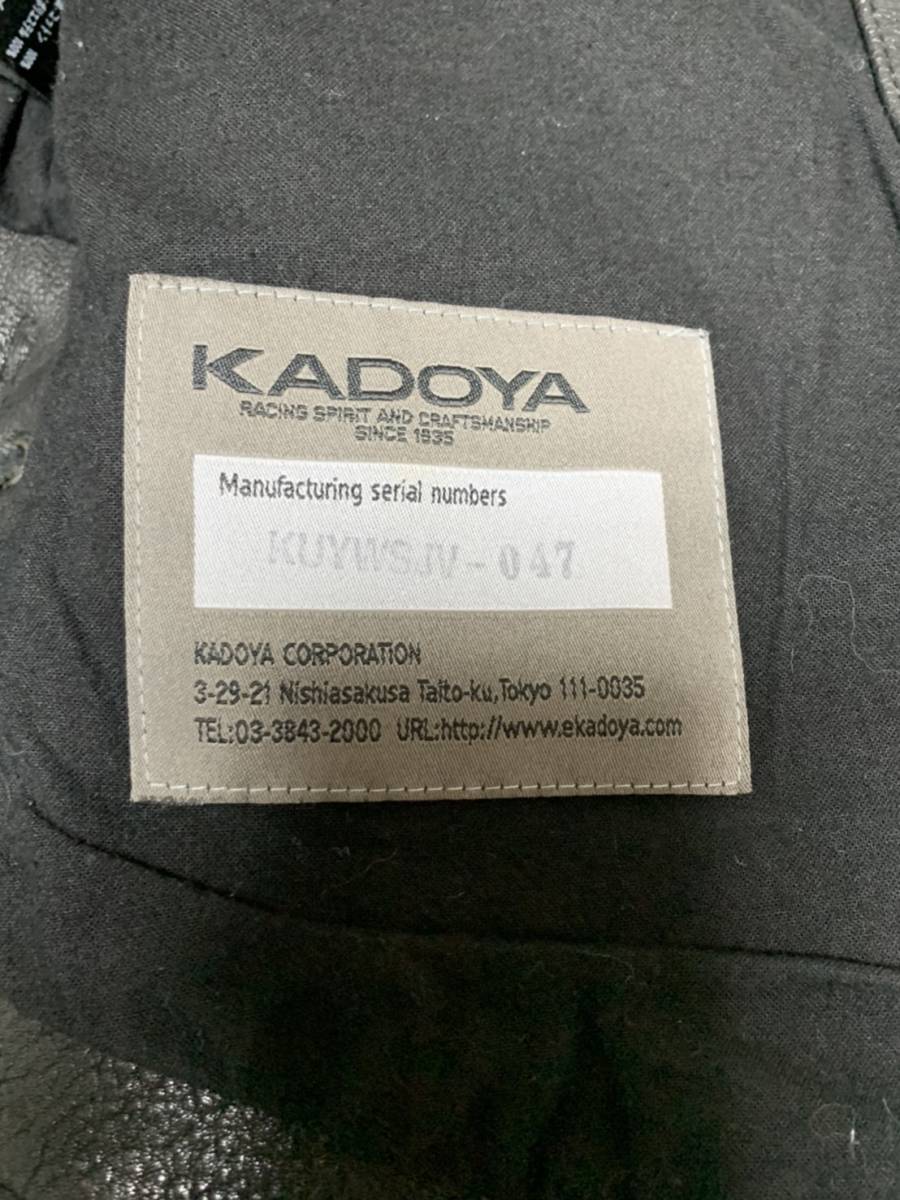 KADOYA
RACING SPIRIT AND CRAFTSMANSHIP
SINCE 1935
Manufacturing serial numbers
KUYWSJV-047
KADOYA CORPORATION
3-29-21 Nishiasakusa Taito-ku,Tokyo 111-0035
TEL:03-3843-2000 URL:http://www.ekadoya.com